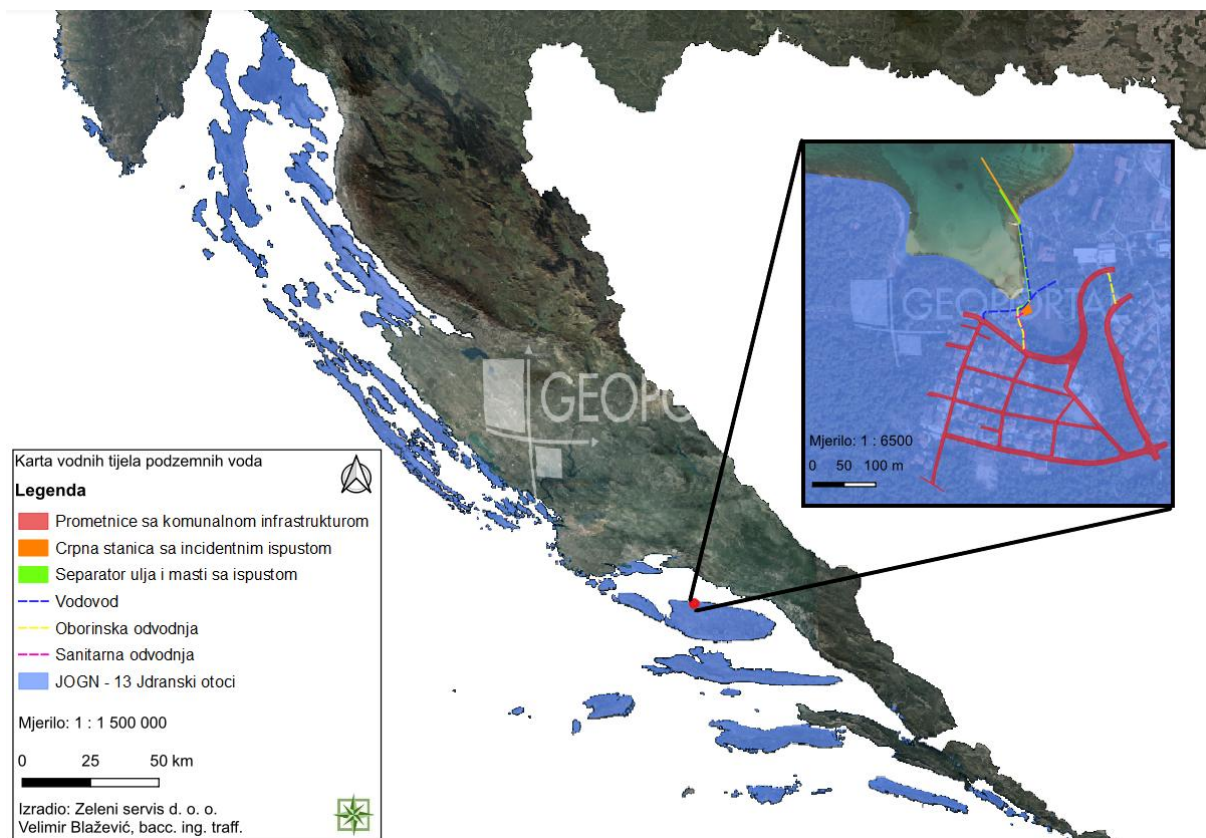 GEOPO
GEOPORTAL
Mjerilo: 1 : 6500
0 50 100 m
Karta vodnih tijela podzemnih voda
Legenda
Prometnice sa komunalnom infrastrukturom
Crpna stanica sa incidentnim ispustom
Separator ulja i masti sa ispustom
Vodovod
Oborinska odvodnja
Sanitarna odvodnja
JOGN - 13 Jdranski otoci
Mjerilo: 1 : 1 500 000
0 25 50 km
Izradio: Zeleni servis d. o. o.
Velimir Blažević, bacc. ing. traff.